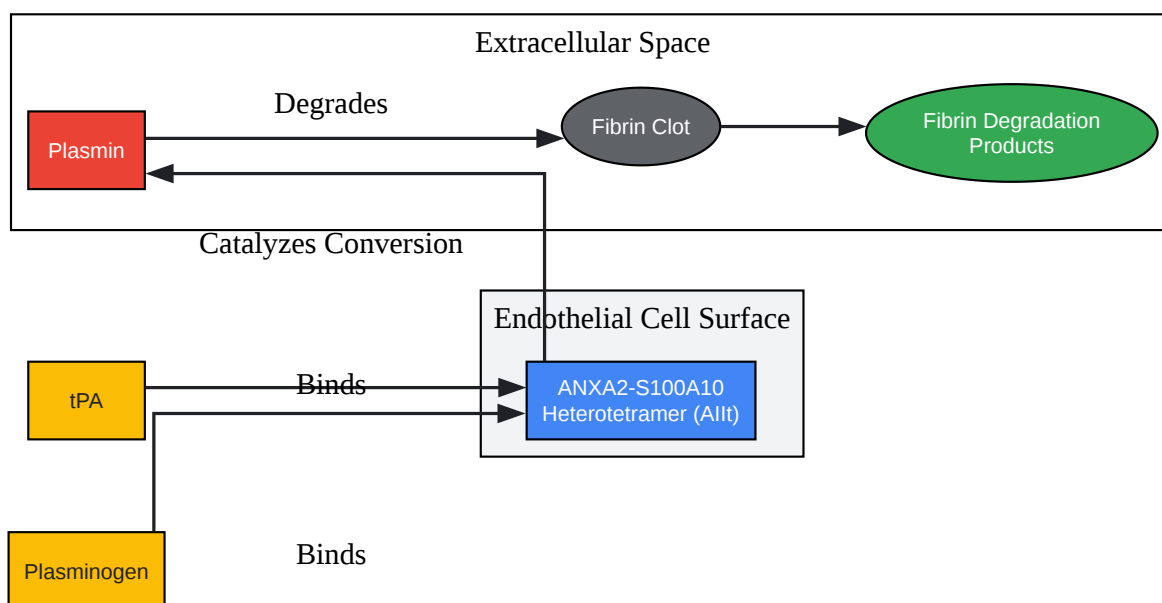 Extracellular Space
Degrades
Plasmin
Fibrin Clot
Fibrin Degradation
Products
Catalyzes Conversion
Endothelial Cell Surface
tPA
Binds
ANXA2-S100A10
Heterotetramer (AIIt)
Plasminogen
Binds